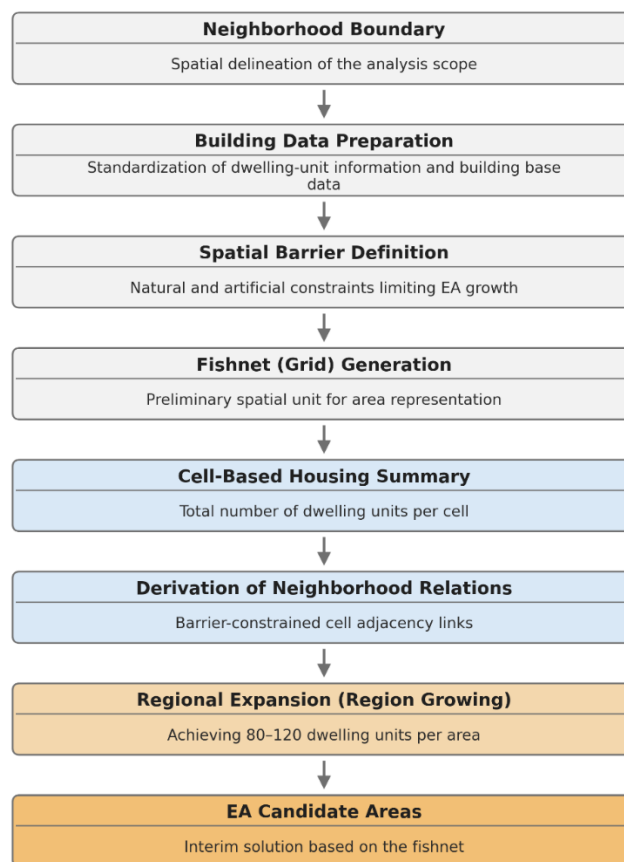 Neighborhood Boundary
Spatial delineation of the analysis scope
Building Data Preparation
Standardization of dwelling-unit information and building base
data
Spatial Barrier Definition
Natural and artificial constraints limiting EA growth
Fishnet (Grid) Generation
Preliminary spatial unit for area representation
Cell-Based Housing Summary
Total number of dwelling units per cell
Derivation of Neighborhood Relations
Barrier-constrained cell adjacency links
Regional Expansion (Region Growing)
Achieving 80–120 dwelling units per area
EA Candidate Areas
Interim solution based on the fishnet